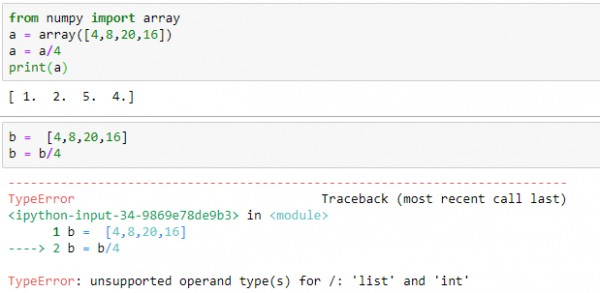 from numpy import array
a = array([4,8,20,16])
a = a/4
print(a)
[ 1.  2.  5.  4.]
b =  [4,8,20,16]
b = b/4
---------------------------------------------------------------------------
TypeError                                 Traceback (most recent call last)
<ipython-input-34-9869e78de9b3> in <module>
      1 b =  [4,8,20,16]
----> 2 b = b/4
TypeError: unsupported operand type(s) for /: 'list' and 'int'